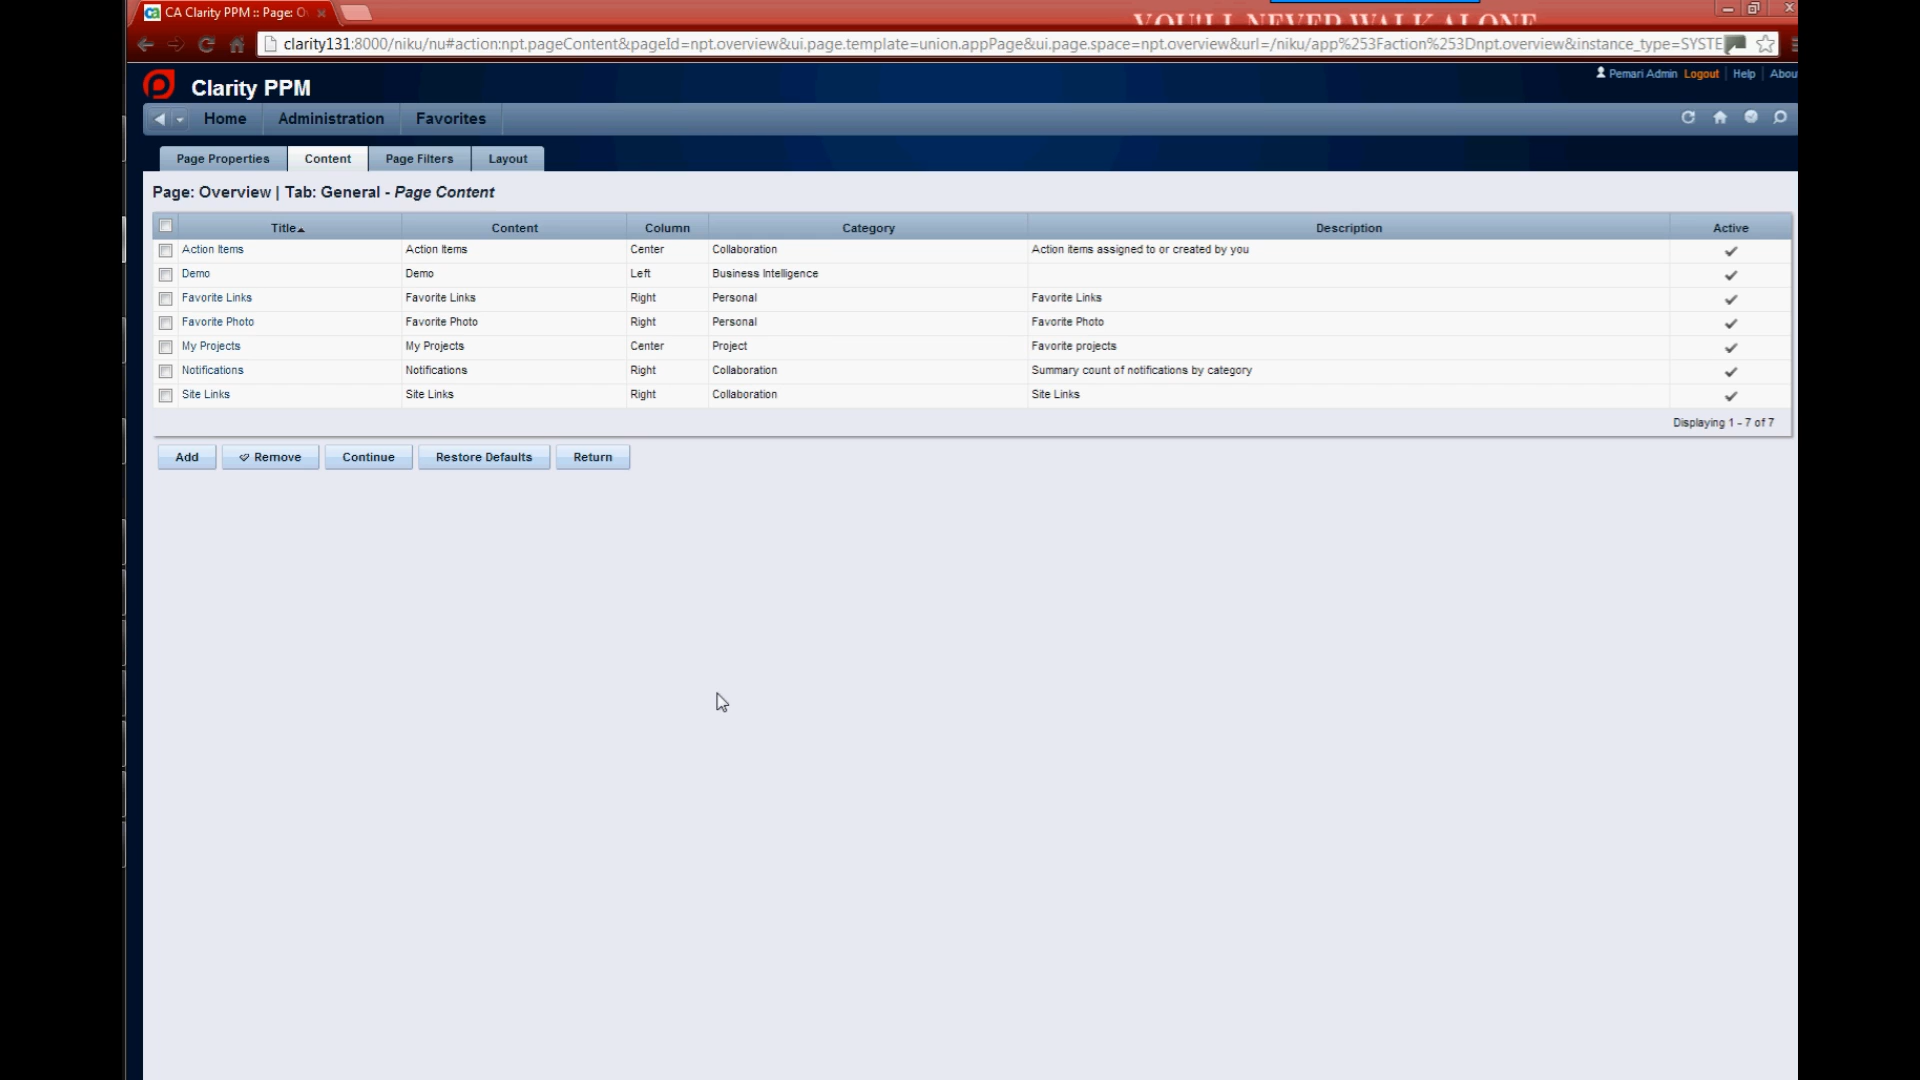 CA Clarity PPM :: Page: O
YOU'LL NEVER WALK ALONE
clarity131:8000/niku/nu#action:npt.pageContent&pageId=npt.overview&ui.page.template=union.appPage&ui.page.space=npt.overview&url=/niku/app%253Faction%253Dnpt.overview&instance_type=SYSTE
Pemari Admin Logout Help Abou
Clarity PPM
Home Administration Favorites
Page Properties Content Page Filters Layout
Page: Overview | Tab: General - Page Content
Title Content Column Category Description Active
Action Items Action Items Center Collaboration Action items assigned to or created by you
Demo Demo Left Business Intelligence
Favorite Links Favorite Links Right Personal Favorite Links
Favorite Photo Favorite Photo Right Personal Favorite Photo
My Projects My Projects Center Project Favorite projects
Notifications Notifications Right Collaboration Summary count of notifications by category
Site Links Site Links Right Collaboration Site Links
Displaying 1 - 7 of 7
Add Remove Continue Restore Defaults Return